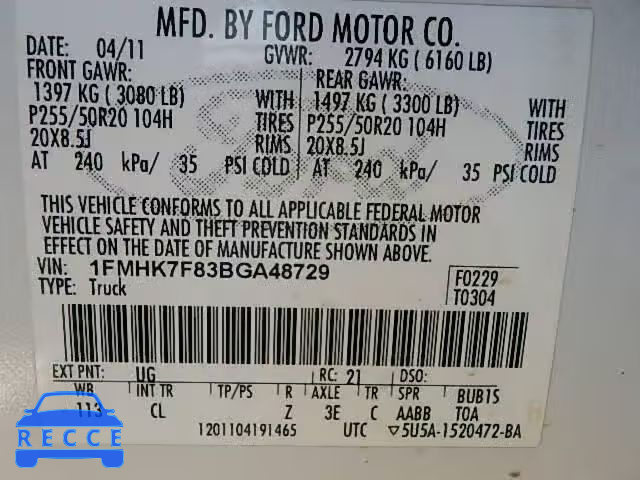 MFD. BY FORD MOTOR CO.
DATE: 04/11 GVWR: 2794 KG ( 6160 LB)
FRONT GAWR: REAR GAWR:
1397 KG ( 3080 LB) WITH 1497 KG ( 3300 LB) WITH
P255/50R20 104H TIRES P255/50R20 104H TIRES
20X8.5J RIMS 20X8.5J RIMS
AT 240 kPa/ 35 PSI COLD AT 240 kPa/ 35 PSI COLD
Ford
THIS VEHICLE CONFORMS TO ALL APPLICABLE FEDERAL MOTOR
VEHICLE SAFETY AND THEFT PREVENTION STANDARDS IN
EFFECT ON THE DATE OF MANUFACTURE SHOWN ABOVE.
VIN: 1FMHK7F83BGA48729 F0229
TYPE: Truck T0304
EXT PNT: UG RC: 21 DSO:
WB INT TR TP/PS R AXLE TR SPR BUB1S
113 CL Z 3E C AABB TOA
1201104191465 UTC ▽5U5A-1520472-BA
RECCE